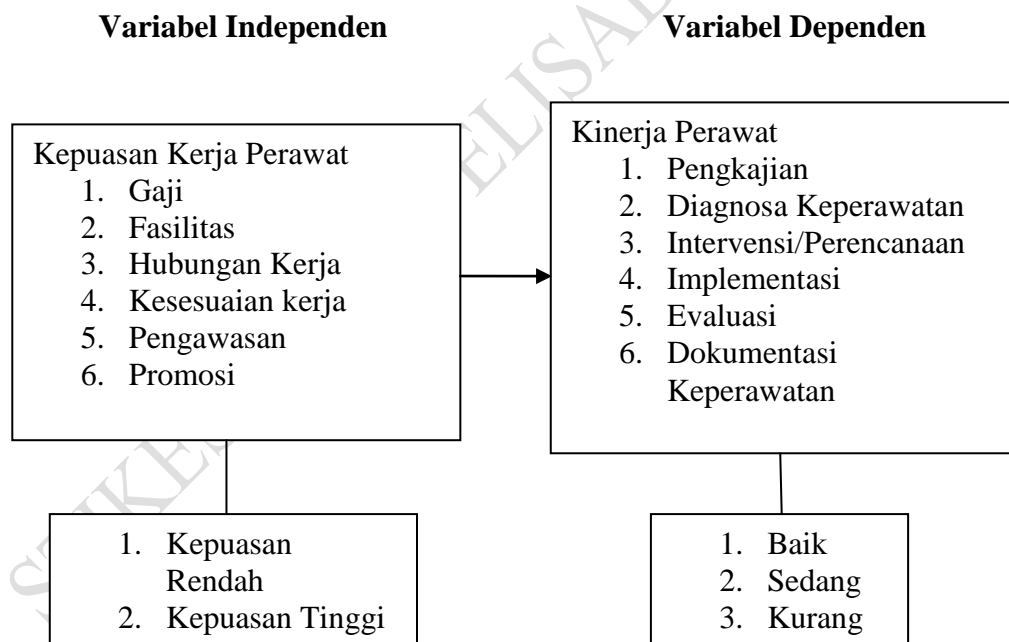 Variabel Independen
Variabel Dependen
Kepuasan Kerja Perawat
1. Gaji
2. Fasilitas
3. Hubungan Kerja
4. Kesesuaian kerja
5. Pengawasan
6. Promosi
Kinerja Perawat
1. Pengkajian
2. Diagnosa Keperawatan
3. Intervensi/Perencanaan
4. Implementasi
5. Evaluasi
6. Dokumentasi
Keperawatan
1. Kepuasan
Rendah
2. Kepuasan Tinggi
1. Baik
2. Sedang
3. Kurang